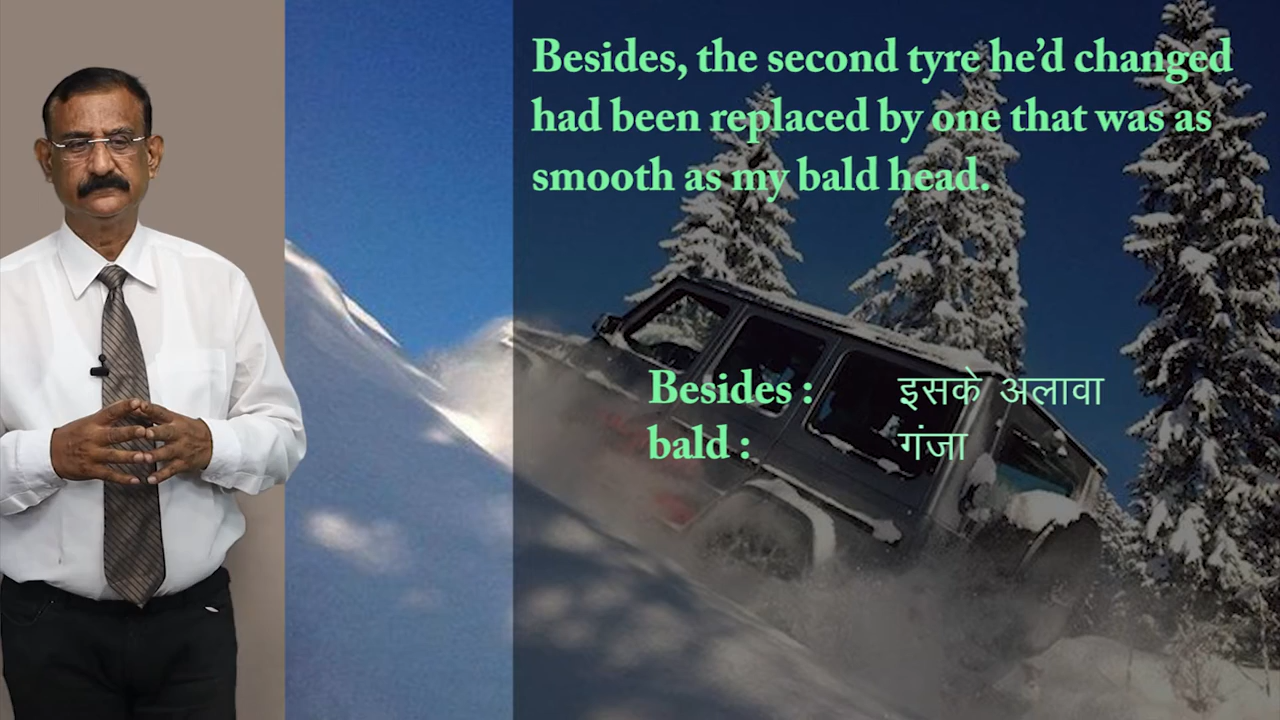 Besides, the second tyre he’d changed
had been replaced by one that was as
smooth as my bald head.
Besides : इसके अलावा
bald : गंजा